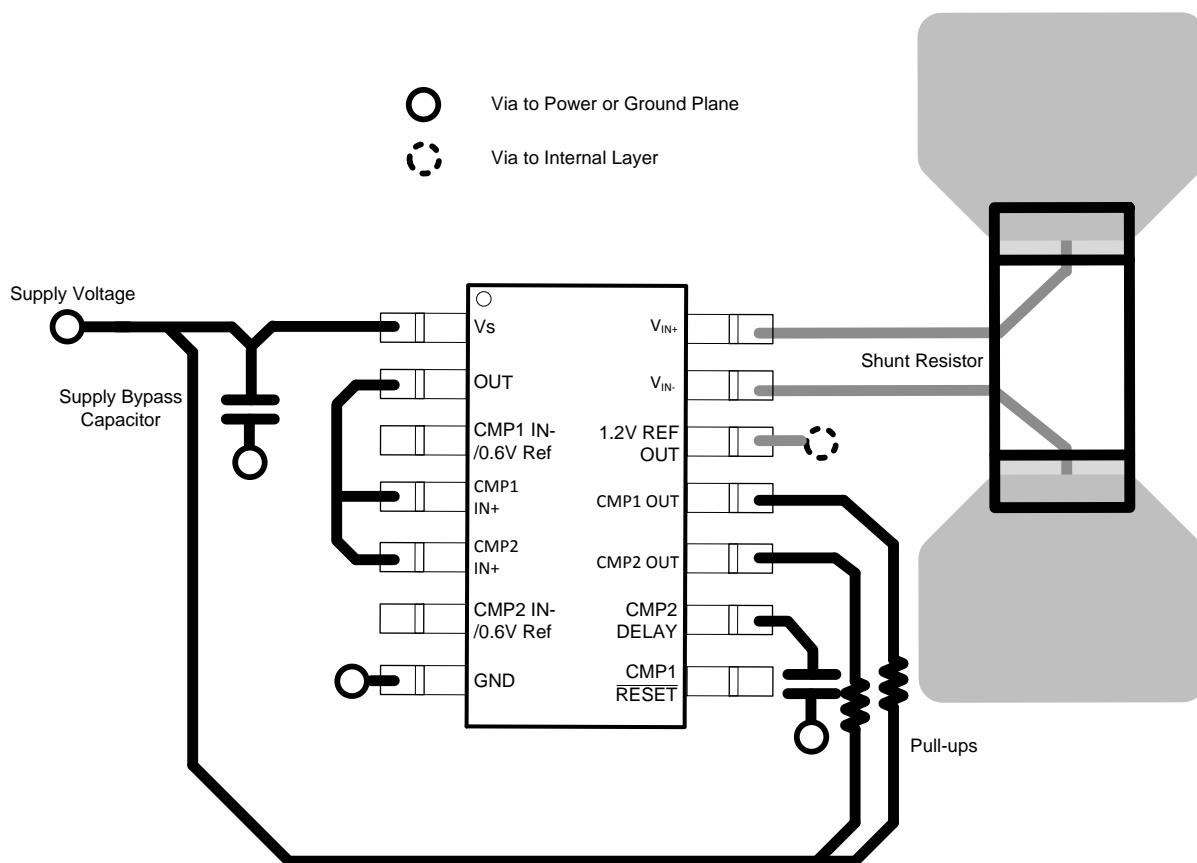 Via to Power or Ground Plane
Via to Internal Layer
Supply Voltage
Supply Bypass
Capacitor
Vs
OUT
CMP1 IN-
/0.6V Ref
CMP1
IN+
CMP2
IN+
CMP2 IN-
/0.6V Ref
GND
VIN+
VIN-
1.2V REF
OUT
CMP1 OUT
CMP2 OUT
CMP2
DELAY
CMP1
RESET
Shunt Resistor
Pull-ups